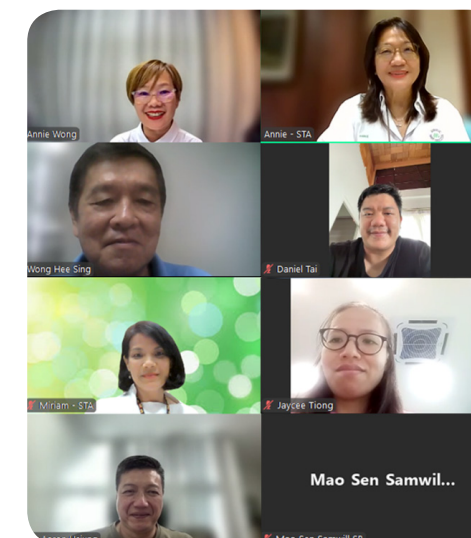 Annie Wong
Annie - STA
Wong Hee Sing
Daniel Tai
Miriam - STA
Jaycee Tiong
Mao Sen Samwil...